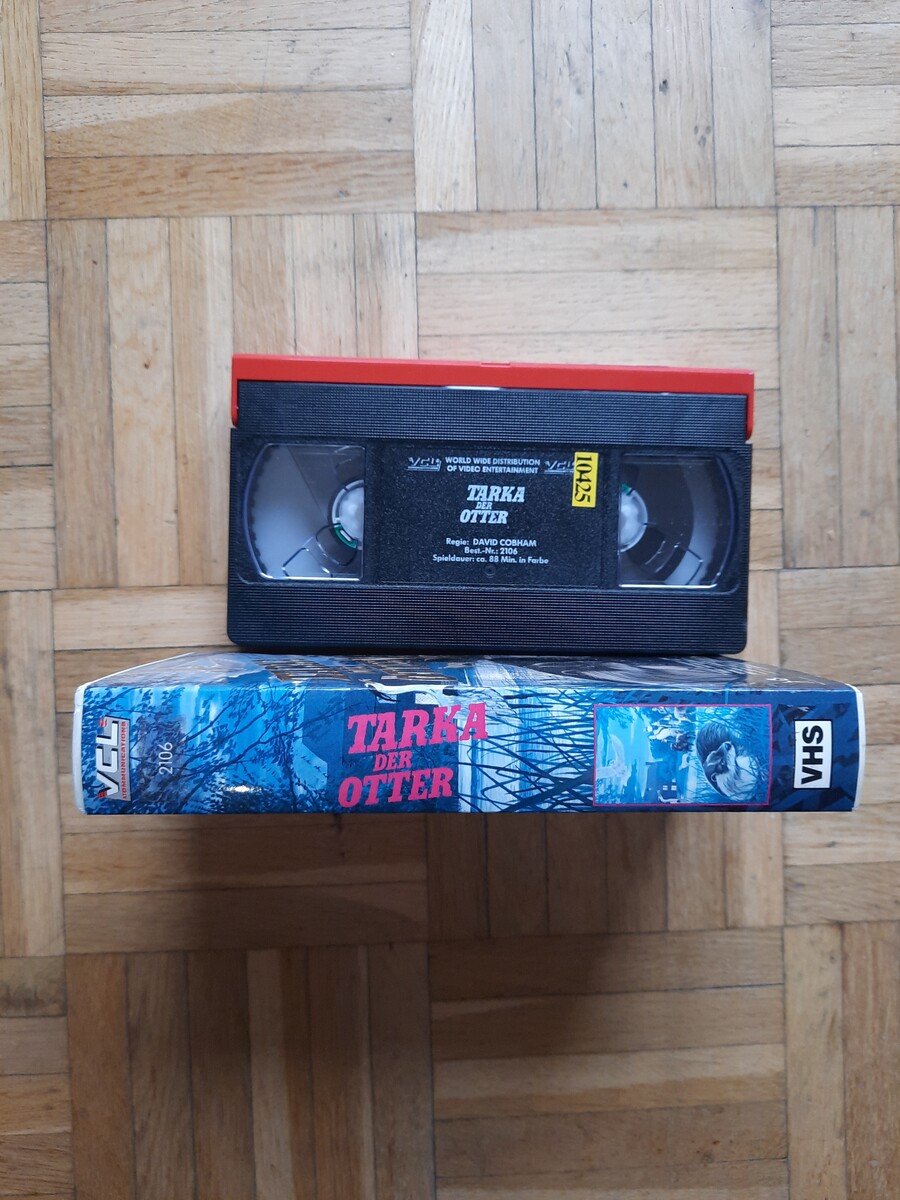 VCL WORLD WIDE DISTRIBUTION VCL
OF VIDEO ENTERTAINMENT
10425
TARKA
DER
OTTER
Regie: DAVID COBHAM
Best.-Nr.: 2106
Spieldauer: ca. 88 Min. in Farbe
VCL
COMMUNICATIONS
2106
TARKA
DER
OTTER
VHS